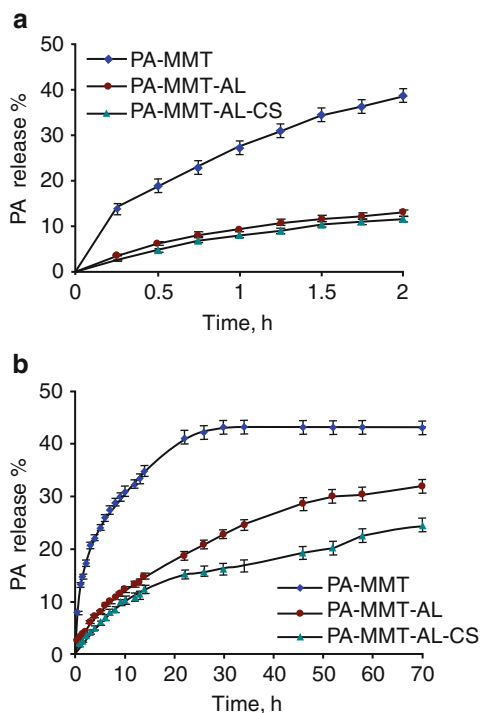 a
50
40
30
20
10
0
PA release %
PA-MMT
PA-MMT-AL
PA-MMT-AL-CS
0 0.5 1 1.5 2
Time, h
b
50
40
30
20
10
0
PA release %
PA-MMT
PA-MMT-AL
PA-MMT-AL-CS
0 10 20 30 40 50 60 70
Time, h